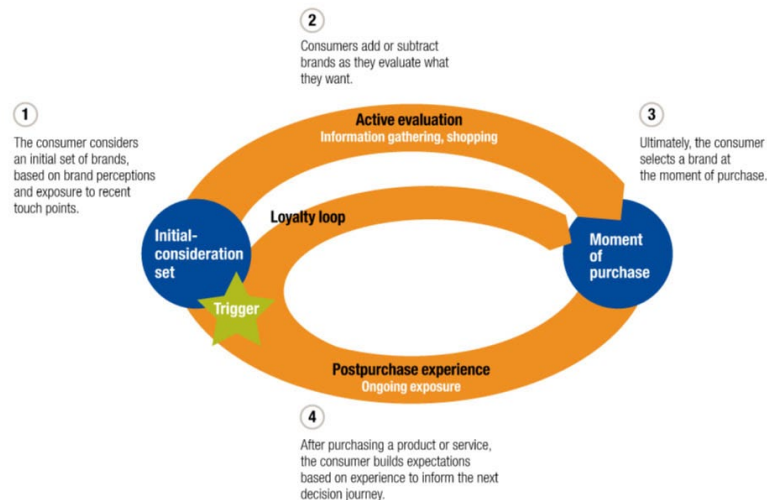 2
Consumers add or subtract
brands as they evaluate what
they want.
1
The consumer considers
an initial set of brands,
based on brand perceptions
and exposure to recent
touch points.
Active evaluation
Information gathering, shopping
3
Ultimately, the consumer
selects a brand at
the moment of purchase.
Loyalty loop
Initial-
consideration
set
Moment
of
purchase
Trigger
Postpurchase experience
Ongoing exposure
4
After purchasing a product or service,
the consumer builds expectations
based on experience to inform the next
decision journey.